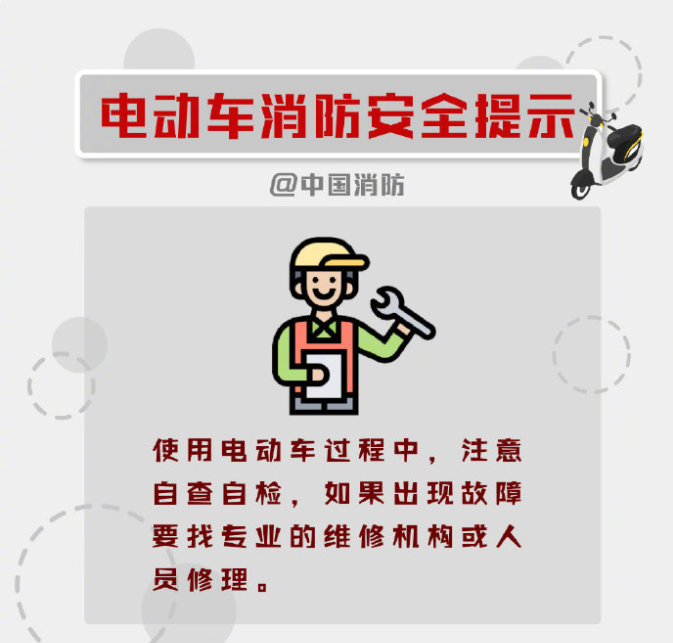 电动车消防安全提示
@中国消防
使用电动车过程中，注意
自查自检，如果出现故障
要找专业的维修机构或人
员修理。